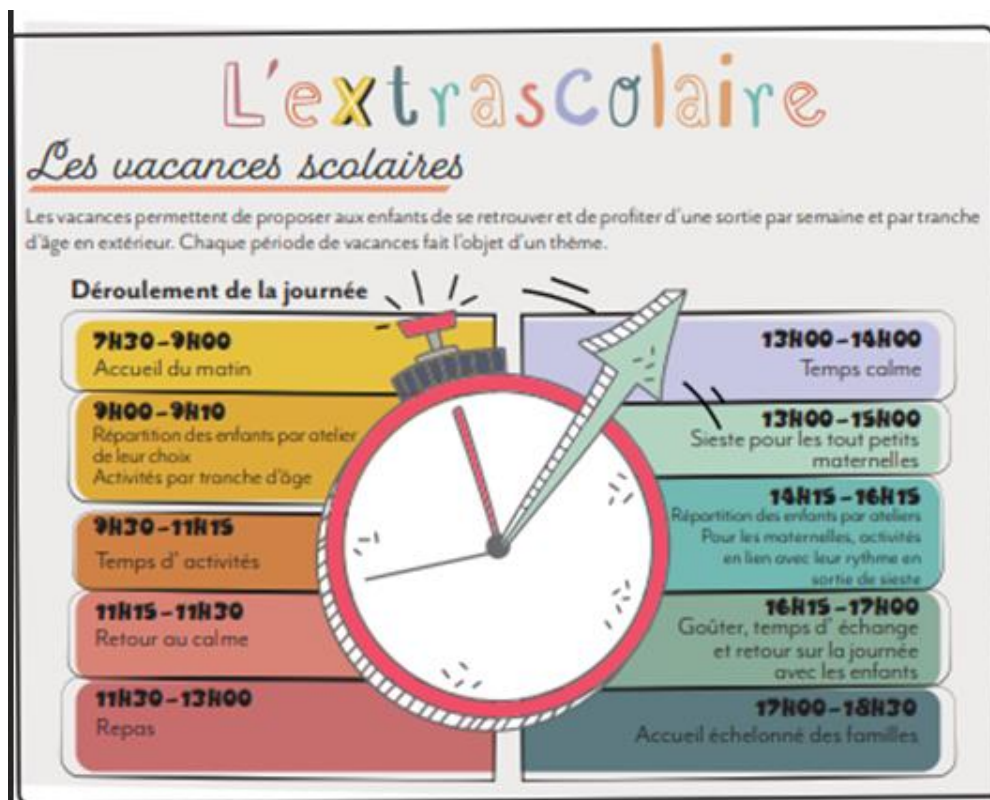 L'extrascolaire
Les vacances scolaires
Les vacances permettent de proposer aux enfants de se retrouver et de profiter d'une sortie par semaine et par tranche
d'âge en extérieur. Chaque période de vacances fait l'objet d'un thème.
Déroulement de la journée
7H30-9H00
Accueil du matin
9H00-9H10
Répartition des enfants par atelier
de leur choix
Activités par tranche d'âge
9H30-11H15
Temps d' activités
11H15-11H30
Retour au calme
11H30-13H00
Repas
13H00-14H00
Temps calme
13H00-15H00
Sieste pour les tout petits
maternelles
14H15-16H15
Répartition des enfants par ateliers
Pour les maternelles, activités
en lien avec leur rythme en
sortie de sieste
16H15-17H00
Goûter, temps d' échange
et retour sur la journée
avec les enfants
17H00-18H30
Accueil échelonné des familles